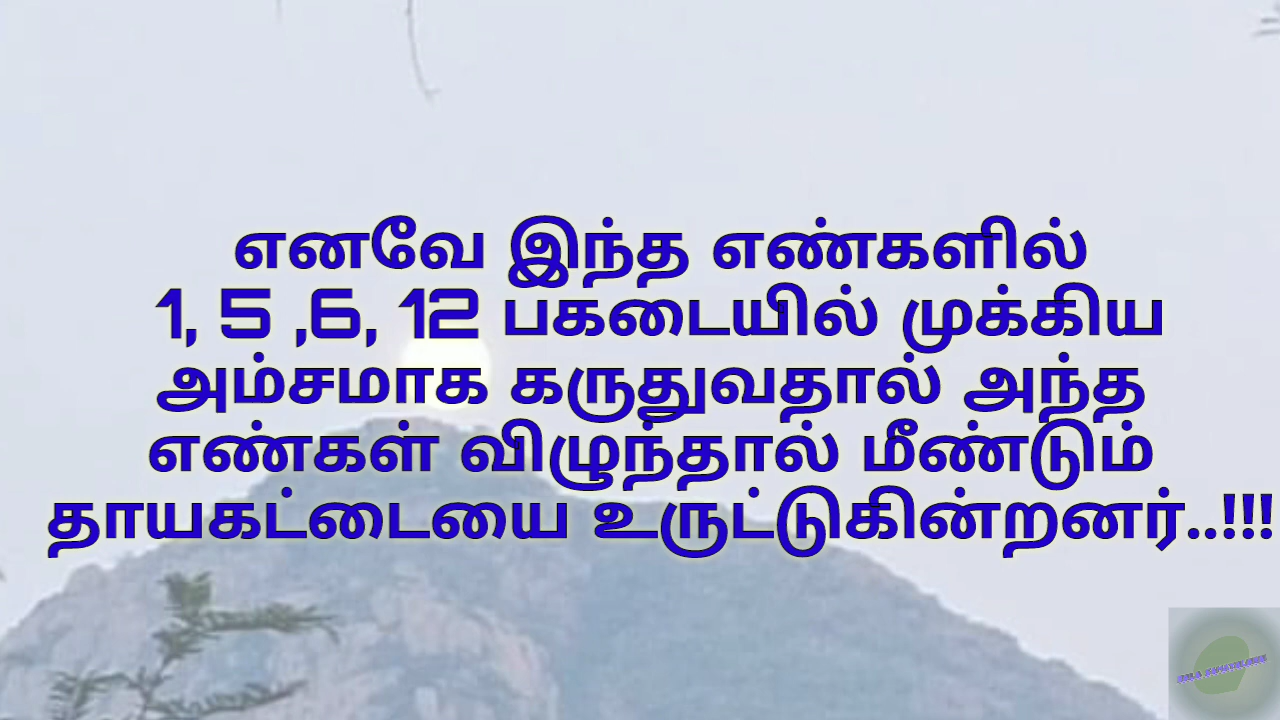 எனவே இந்த எண்களில்
1, 5 ,6, 12 பகடையில் முக்கிய
அம்சமாக கருதுவதால் அந்த
எண்கள் விழுந்தால் மீண்டும்
தாயகட்டையை உருட்டுகின்றனர்..!!!